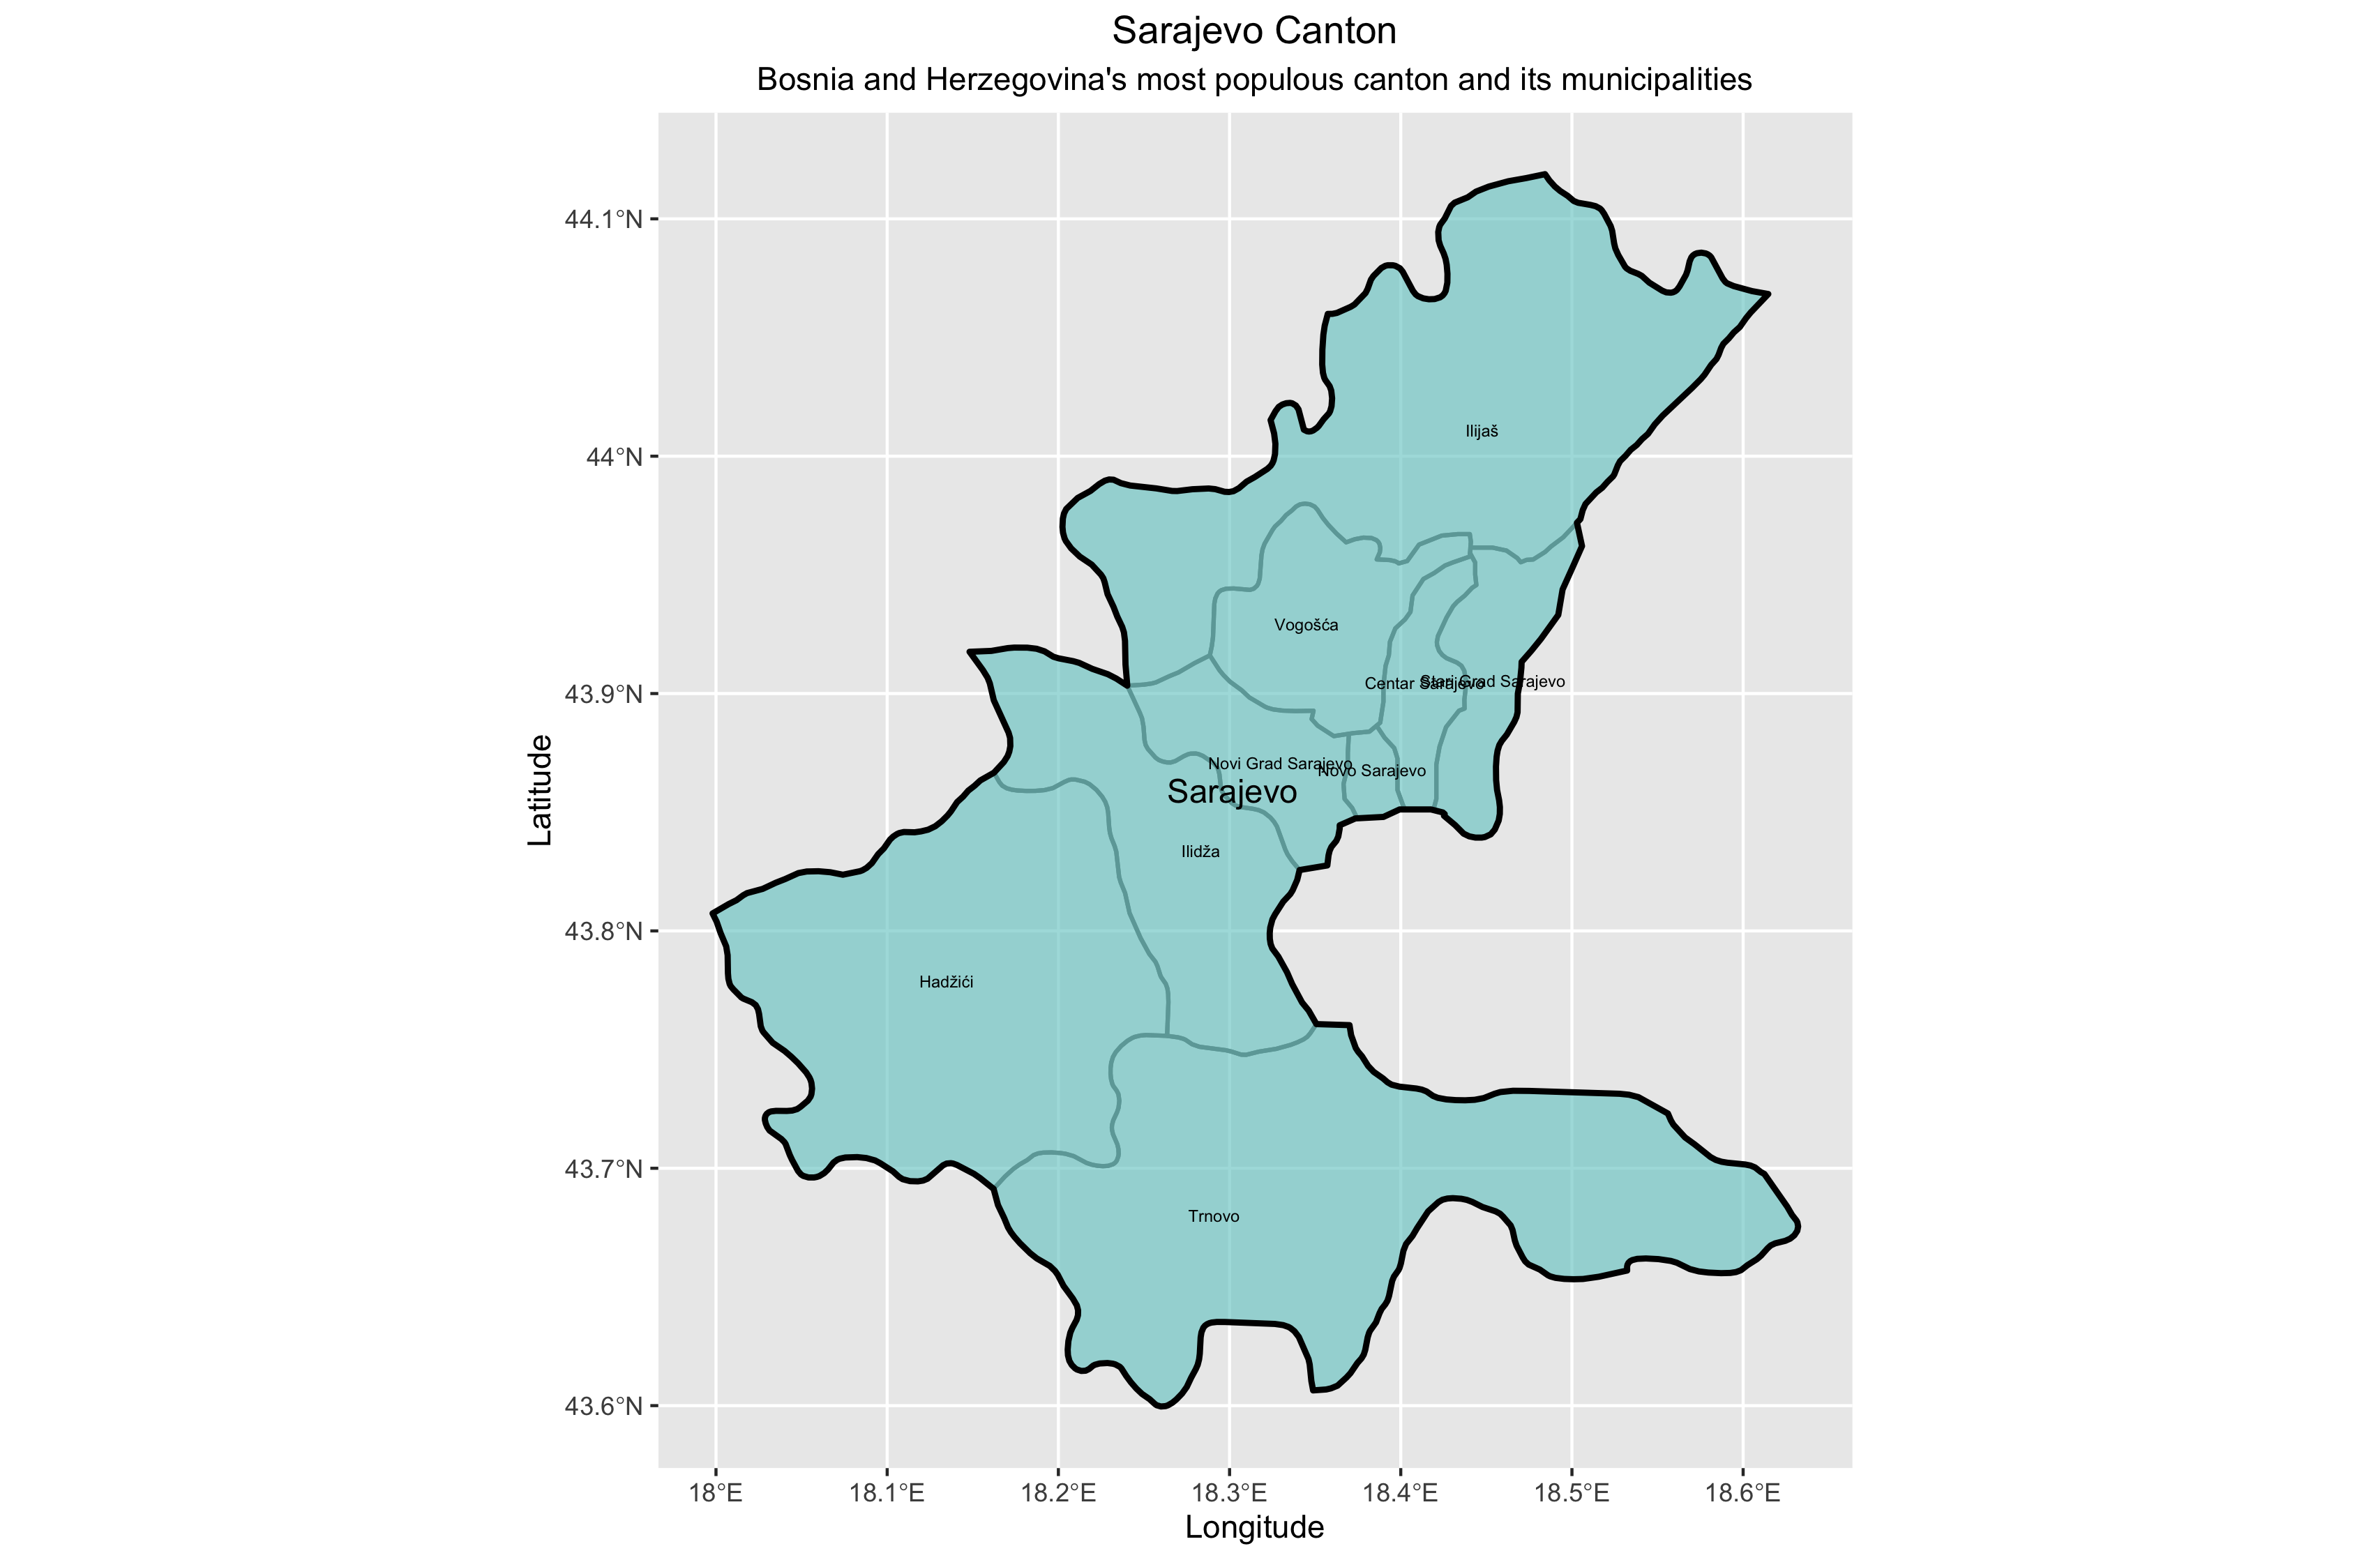 Sarajevo Canton
Bosnia and Herzegovina's most populous canton and its municipalities
44.1°N
44°N
43.9°N
43.8°N
43.7°N
43.6°N
Latitude
Ilijaš
Vogošća
Centar Sarajevo
Stari Grad Sarajevo
Novi Grad Sarajevo
Novo Sarajevo
Sarajevo
Ilidža
Hadžići
Trnovo
18°E
18.1°E
18.2°E
18.3°E
18.4°E
18.5°E
18.6°E
Longitude